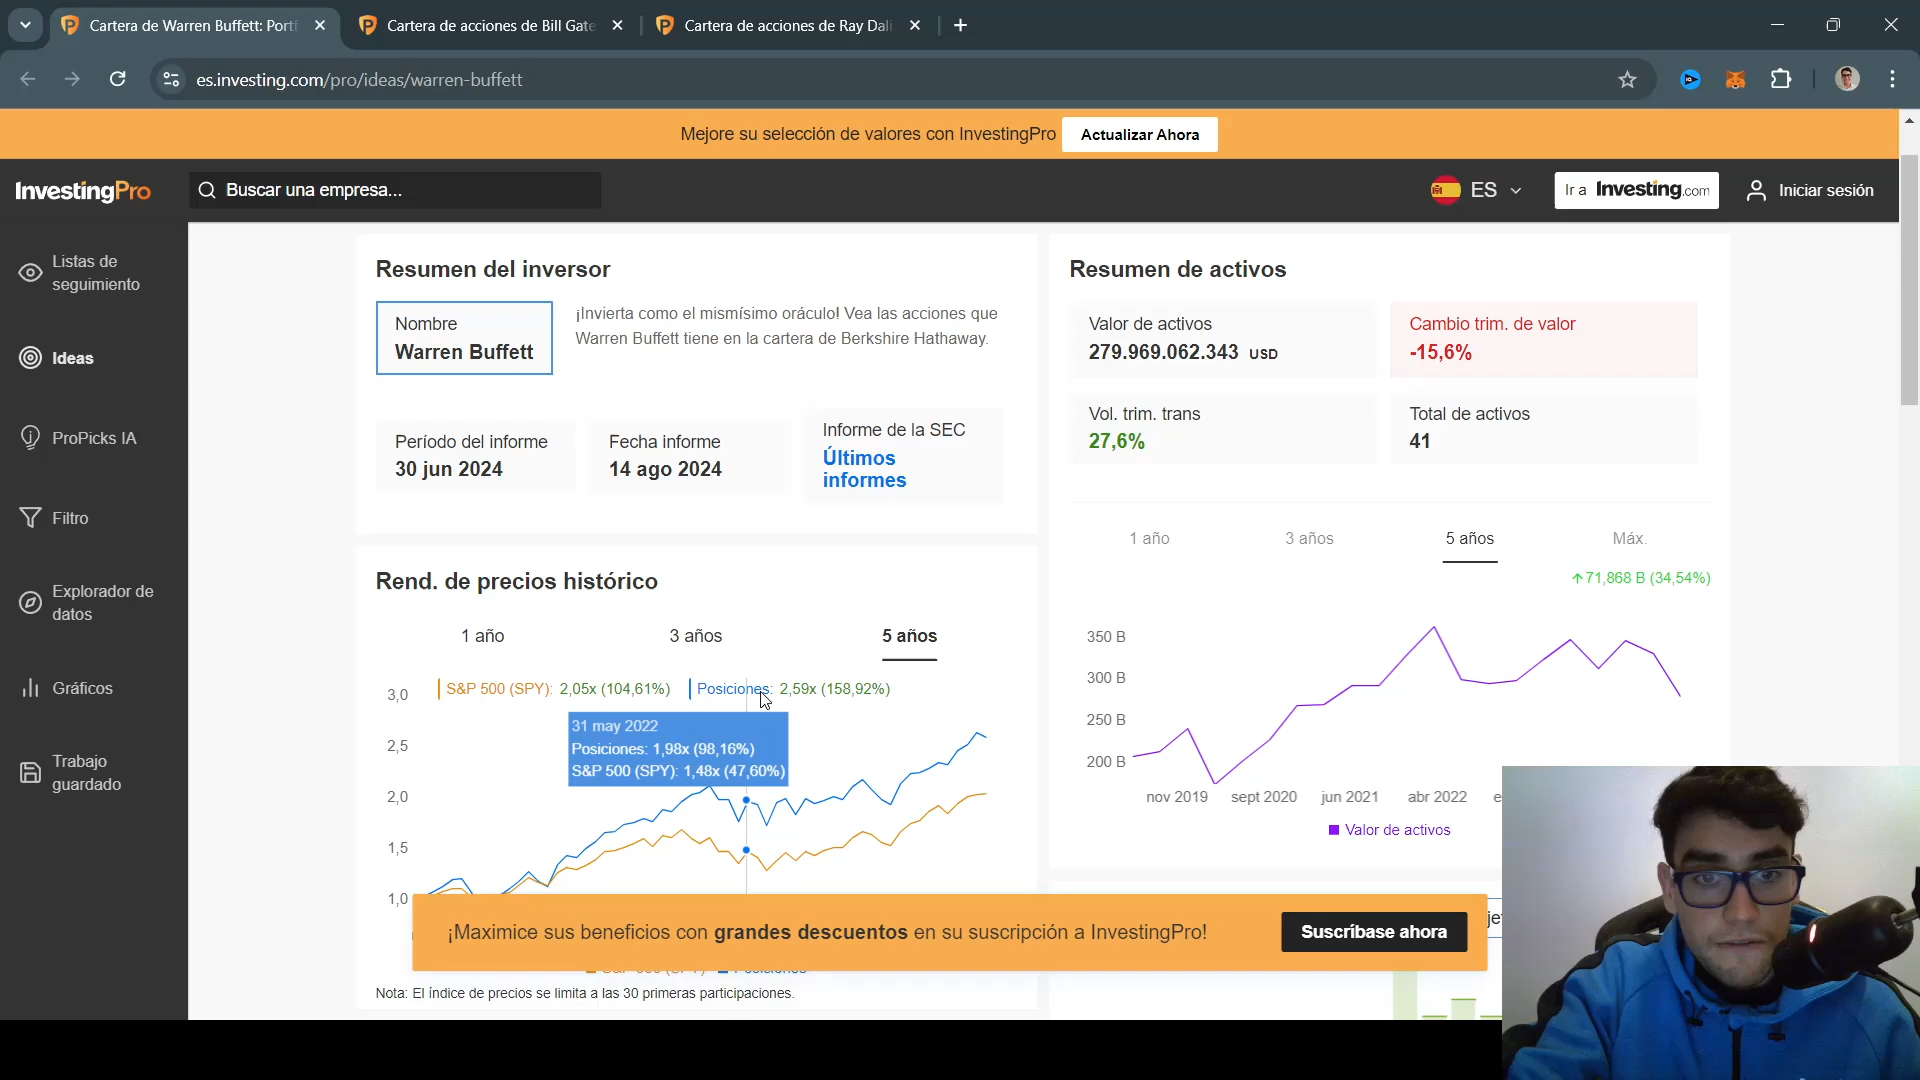 Cartera de Warren Buffett: Portf
Cartera de acciones de Bill Gate
Cartera de acciones de Ray Dali
es.investing.com/pro/ideas/warren-buffett
Mejore su selección de valores con InvestingPro
Actualizar Ahora
InvestingPro
Buscar una empresa...
ES
Ir a Investing.com
Iniciar sesión
Listas de
seguimiento
Ideas
ProPicks IA
Filtro
Explorador de
datos
Gráficos
Trabajo
guardado
Resumen del inversor
Nombre
Warren Buffett
¡Invierta como el mismísimo oráculo! Vea las acciones que
Warren Buffett tiene en la cartera de Berkshire Hathaway.
Período del informe
30 jun 2024
Fecha informe
14 ago 2024
Informe de la SEC
Últimos
informes
Rend. de precios histórico
1 año
3 años
5 años
S&P 500 (SPY): 2,05x (104,61%)
Posiciones: 2,59x (158,92%)
3,0
2,5
2,0
1,5
1,0
31 may 2022
Posiciones: 1,98x (98,16%)
S&P 500 (SPY): 1,48x (47,60%)
Nota: El índice de precios se limita a las 30 primeras participaciones.
Resumen de activos
Valor de activos
279.969.062.343 USD
Cambio trim. de valor
-15,6%
Vol. trim. trans
27,6%
Total de activos
41
1 año
3 años
5 años
Máx.
71,868 B (34,54%)
350 B
300 B
250 B
200 B
nov 2019
sept 2020
jun 2021
abr 2022
Valor de activos
¡Maximice sus beneficios con grandes descuentos en su suscripción a InvestingPro!
Suscríbase ahora